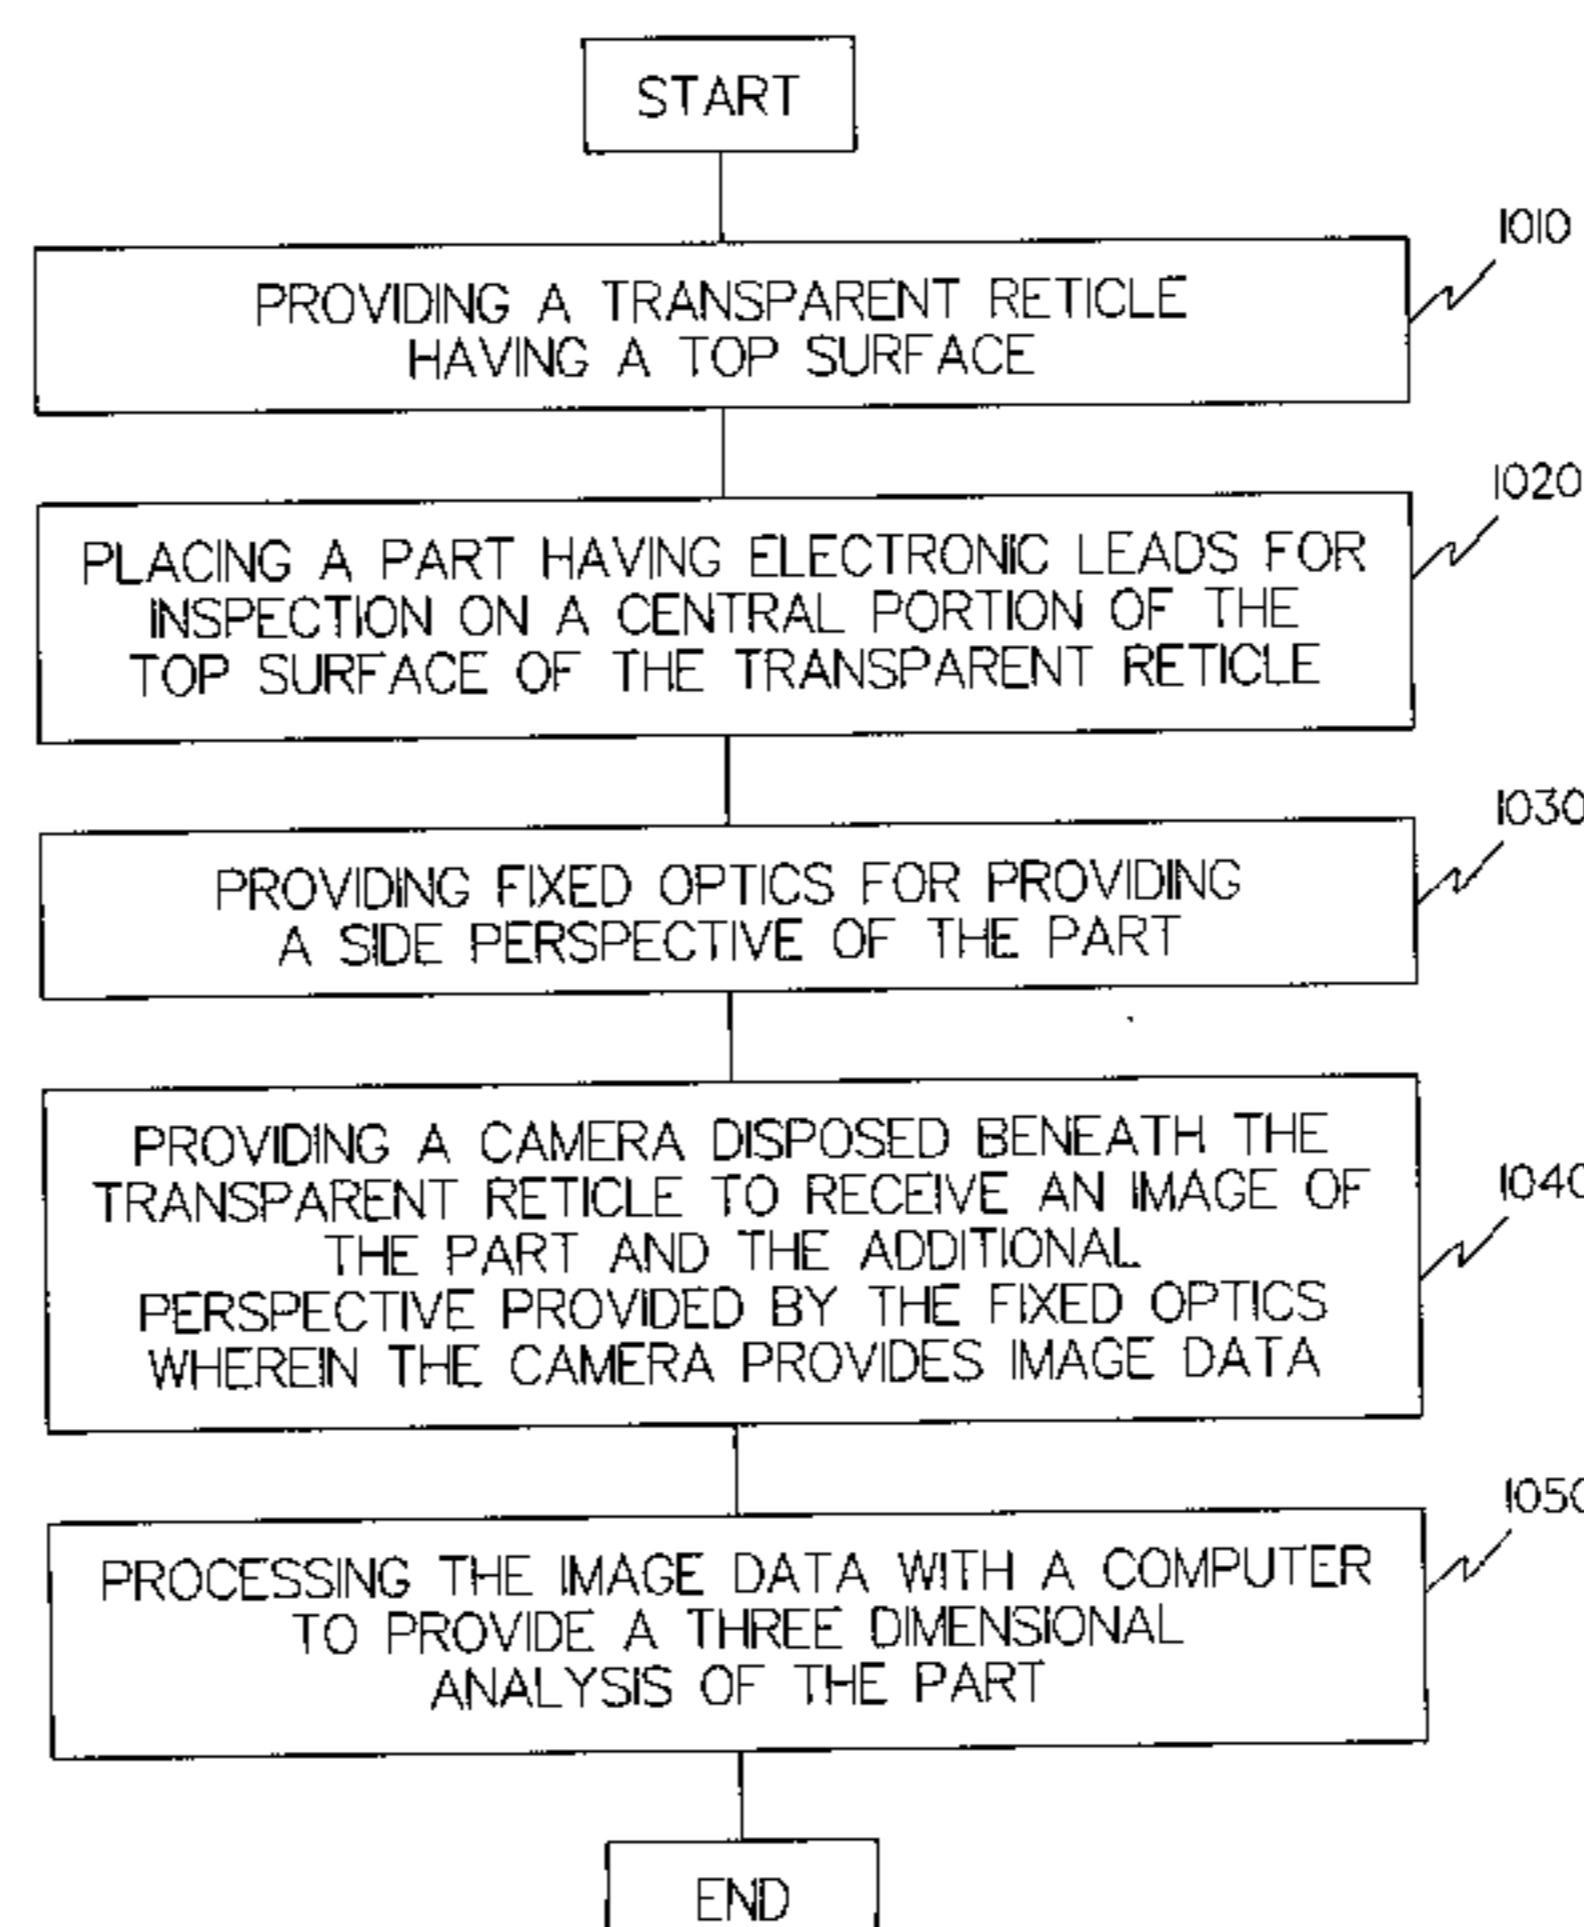 START
1010
PROVIDING A TRANSPARENT RETICLE
HAVING A TOP SURFACE
1020
PLACING A PART HAVING ELECTRONIC LEADS FOR
INSPECTION ON A CENTRAL PORTION OF THE
TOP SURFACE OF THE TRANSPARENT RETICLE
1030
PROVIDING FIXED OPTICS FOR PROVIDING
A SIDE PERSPECTIVE OF THE PART
1040
PROVIDING A CAMERA DISPOSED BENEATH THE
TRANSPARENT RETICLE TO RECEIVE AN IMAGE OF
THE PART AND THE ADDITIONAL
PERSPECTIVE PROVIDED BY THE FIXED OPTICS
WHEREIN THE CAMERA PROVIDES IMAGE DATA
1050
PROCESSING THE IMAGE DATA WITH A COMPUTER
TO PROVIDE A THREE DIMENSIONAL
ANALYSIS OF THE PART
END